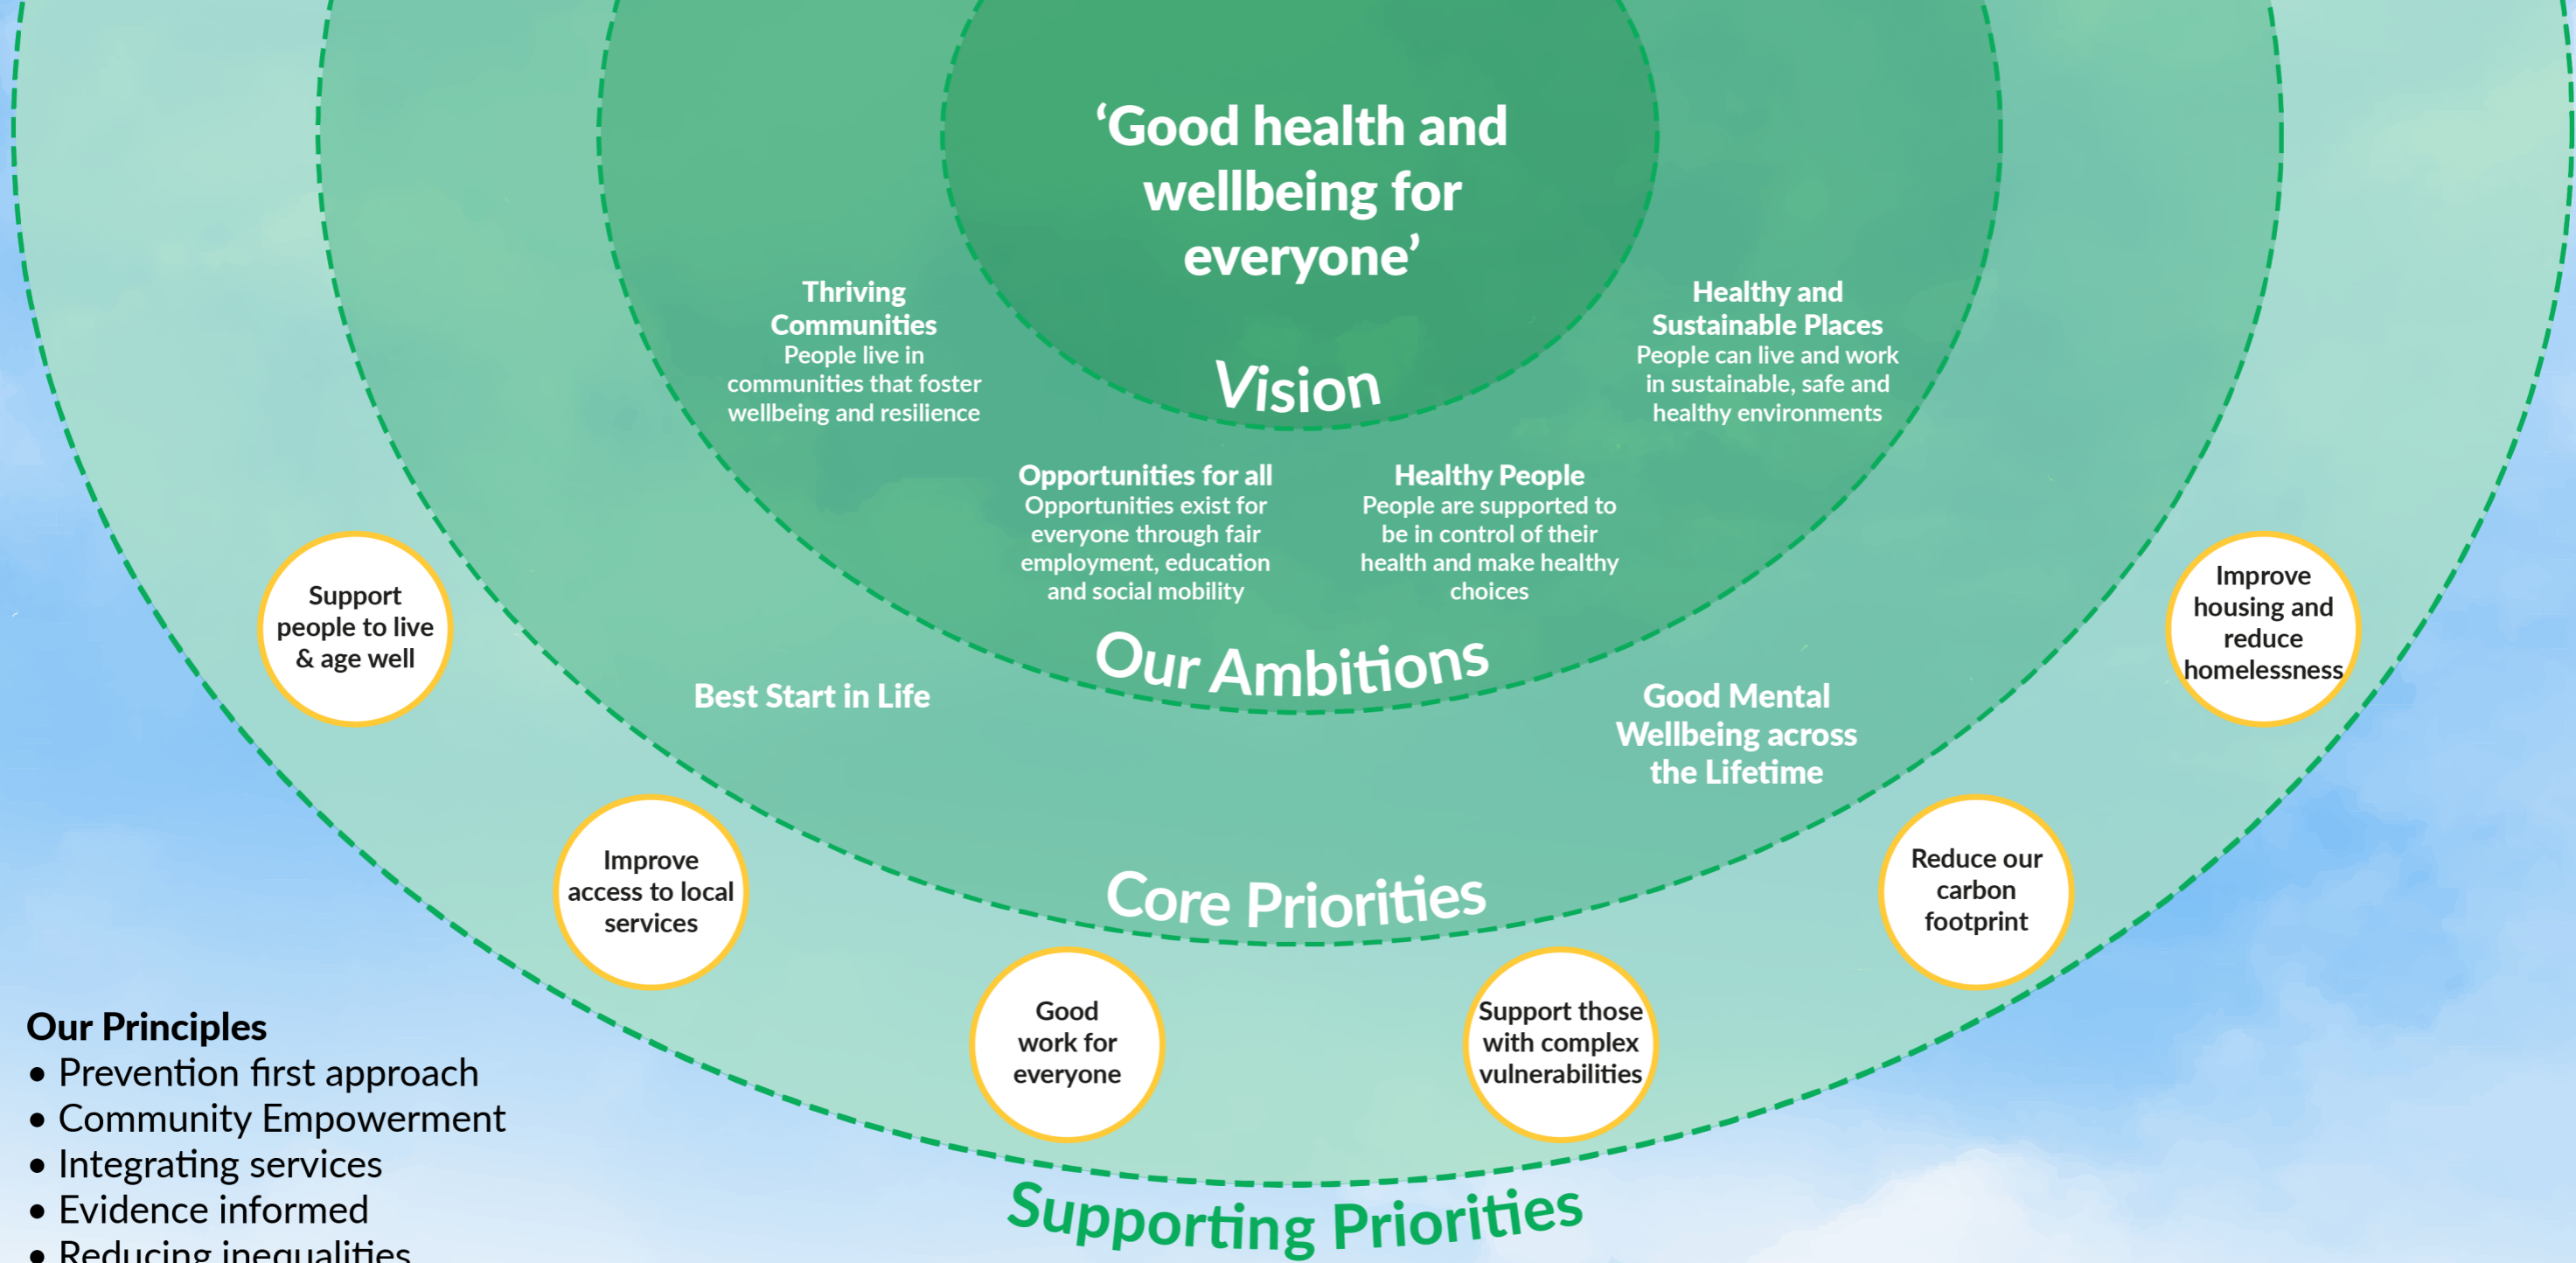 ‘Good health and
wellbeing for
everyone’
Vision
Thriving
Communities
People live in
communities that foster
wellbeing and resilience
Opportunities for all
Opportunities exist for
everyone through fair
employment, education
and social mobility
Healthy People
People are supported to
be in control of their
health and make healthy
choices
Healthy and
Sustainable Places
People can live and work
in sustainable, safe and
healthy environments
Our Ambitions
Best Start in Life
Good Mental
Wellbeing across
the Lifetime
Core Priorities
Support
people to live
& age well
Improve
access to local
services
Good
work for
everyone
Support those
with complex
vulnerabilities
Reduce our
carbon
footprint
Improve
housing and
reduce
homelessness
Supporting Priorities
Our Principles
• Prevention first approach
• Community Empowerment
• Integrating services
• Evidence informed
• Reducing inequalities